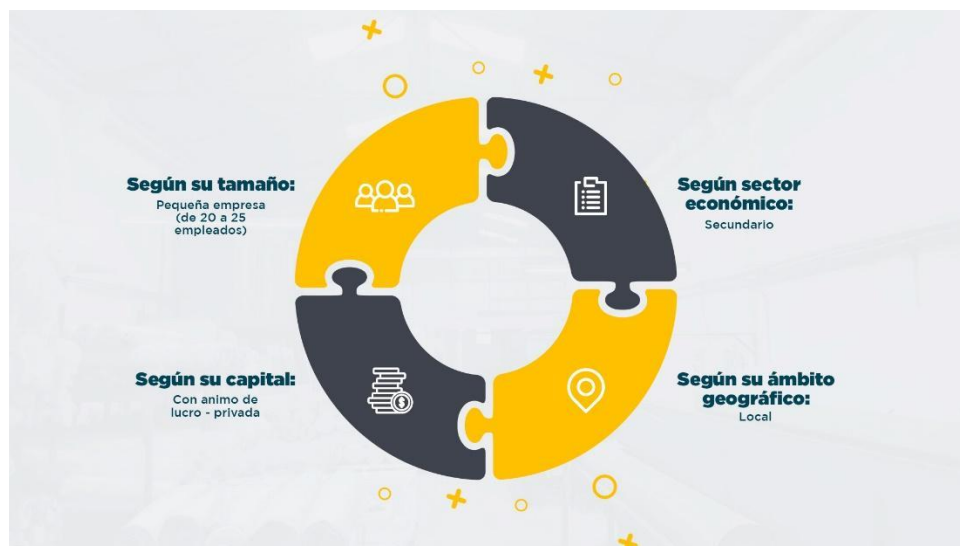 Según su tamaño:
Pequeña empresa
(de 20 a 25
empleados)
Según sector
económico:
Secundario
Según su capital:
Con animo de
lucro - privada
Según su ámbito
geográfico:
Local